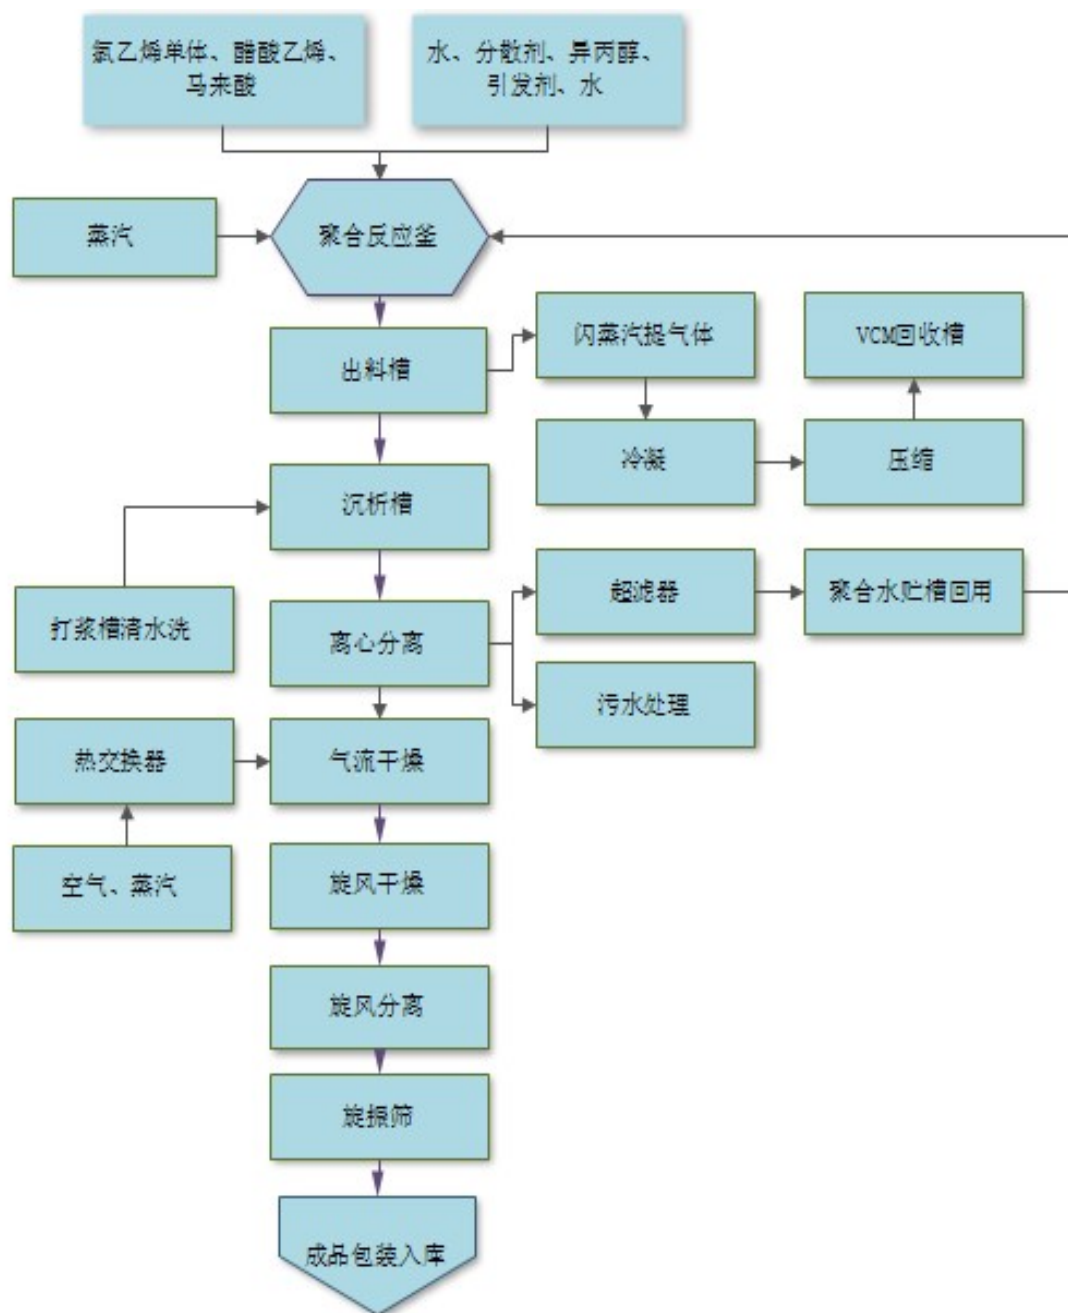 氯乙烯单体、醋酸乙烯、
马来酸
水、分散剂、异丙醇、
引发剂、水
蒸汽
聚合反应釜
出料槽
闪蒸汽提气体
VCM回收槽
冷凝
压缩
沉析槽
打浆槽清水洗
离心分离
超滤器
聚合水贮槽回用
污水处理
热交换器
气流干燥
空气、蒸汽
旋风干燥
旋风分离
旋振筛
成品包装入库